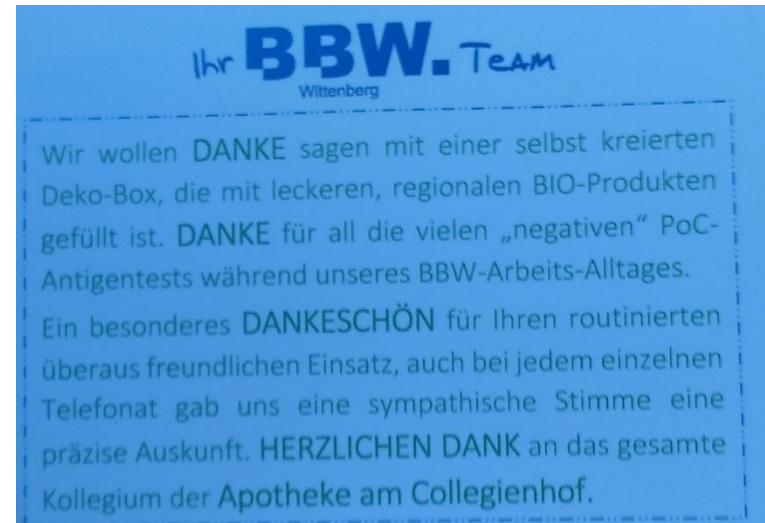 Ihr BBW. Team
Wittenberg
Wir wollen DANKE sagen mit einer selbst kreierten
Deko-Box, die mit leckeren, regionalen BIO-Produkten
gefüllt ist. DANKE für all die vielen „negativen“ PoC-
Antigentests während unseres BBW-Arbeits-Alltages.
Ein besonderes DANKESCHÖN für Ihren routinierten
überaus freundlichen Einsatz, auch bei jedem einzelnen
Telefonat gab uns eine sympathische Stimme eine
präzise Auskunft. HERZLICHEN DANK an das gesamte
Kollegium der Apotheke am Collegienhof.